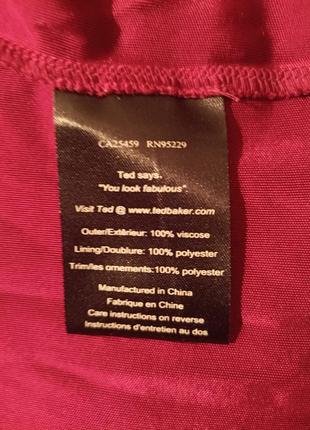 CA25459 RN95229
Ted says.
"You look fabulous".
Visit Ted @ www.tedbaker.com
Outer/Extérieur: 100% viscose
Lining/Doublure: 100% polyester
Trim/les ornements: 100% polyester
Manufactured in China
Fabrique en Chine
Care instructions on reverse
Instructions d'entretien au dos